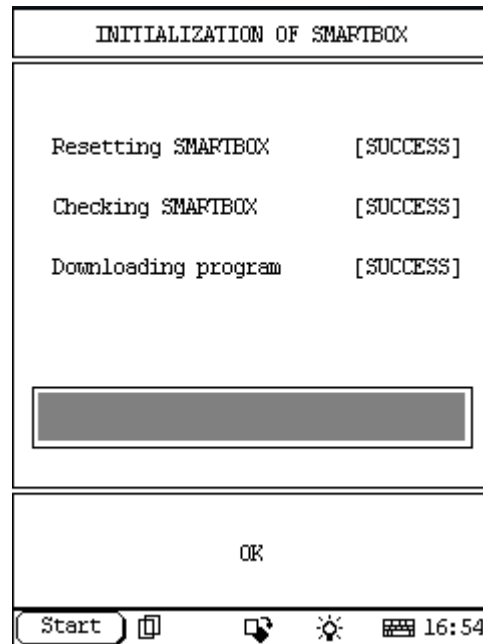 INITIALIZATION OF SMARTBOX
Resetting SMARTBOX [SUCCESS]
Checking SMARTBOX [SUCCESS]
Downloading program [SUCCESS]
OK
Start 16:54